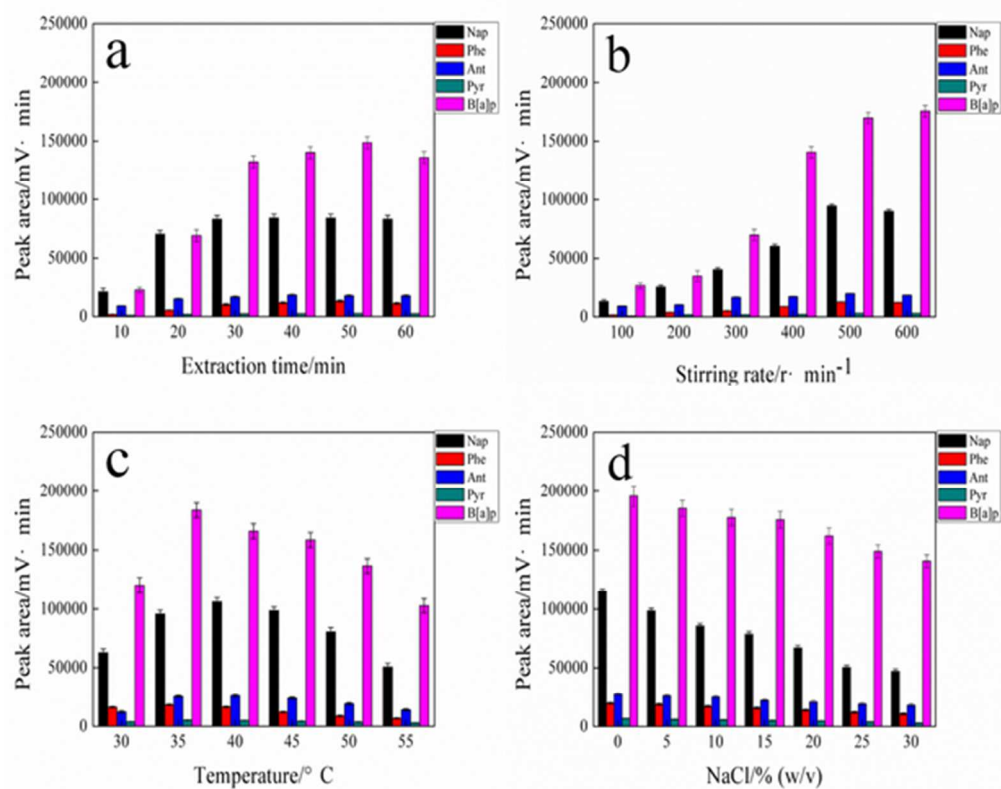 a
250000
200000
150000
100000
50000
0
Peak area/mV· min
10 20 30 40 50 60
Extraction time/min
Nap
Phe
Ant
Pyr
B[a]p
b
250000
200000
150000
100000
50000
0
Peak area/mV· min
100 200 300 400 500 600
Stirring rate/r· min-1
Nap
Phe
Ant
Pyr
B[a]p
c
250000
200000
150000
100000
50000
0
Peak area/mV· min
30 35 40 45 50 55
Temperature/° C
Nap
Phe
Ant
Pyr
B[a]p
d
250000
200000
150000
100000
50000
0
Peak area/mV· min
0 5 10 15 20 25 30
NaCl/% (w/v)
Nap
Phe
Ant
Pyr
B[a]p